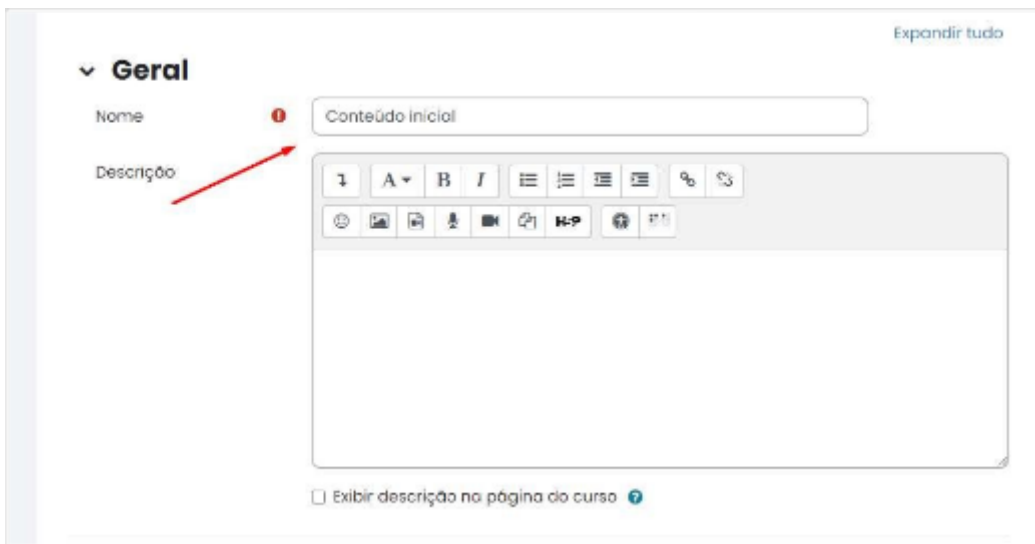 Expandir tudo
Geral
Nome
Conteúdo inicial
Descrição
A B I
H-P
Exibir descrição na página do curso